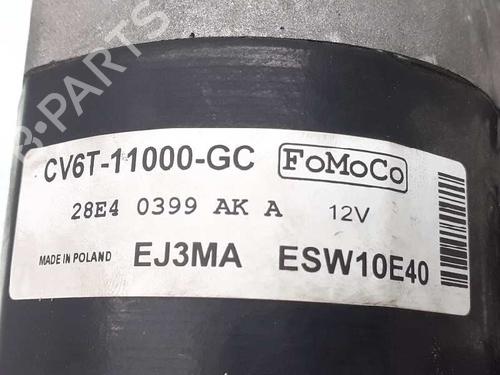 B-PARTS
CV6T-11000-GC FoMoCo
28E4 0399 AK A 12V
MADE IN POLAND EJ3MA ESW10E40